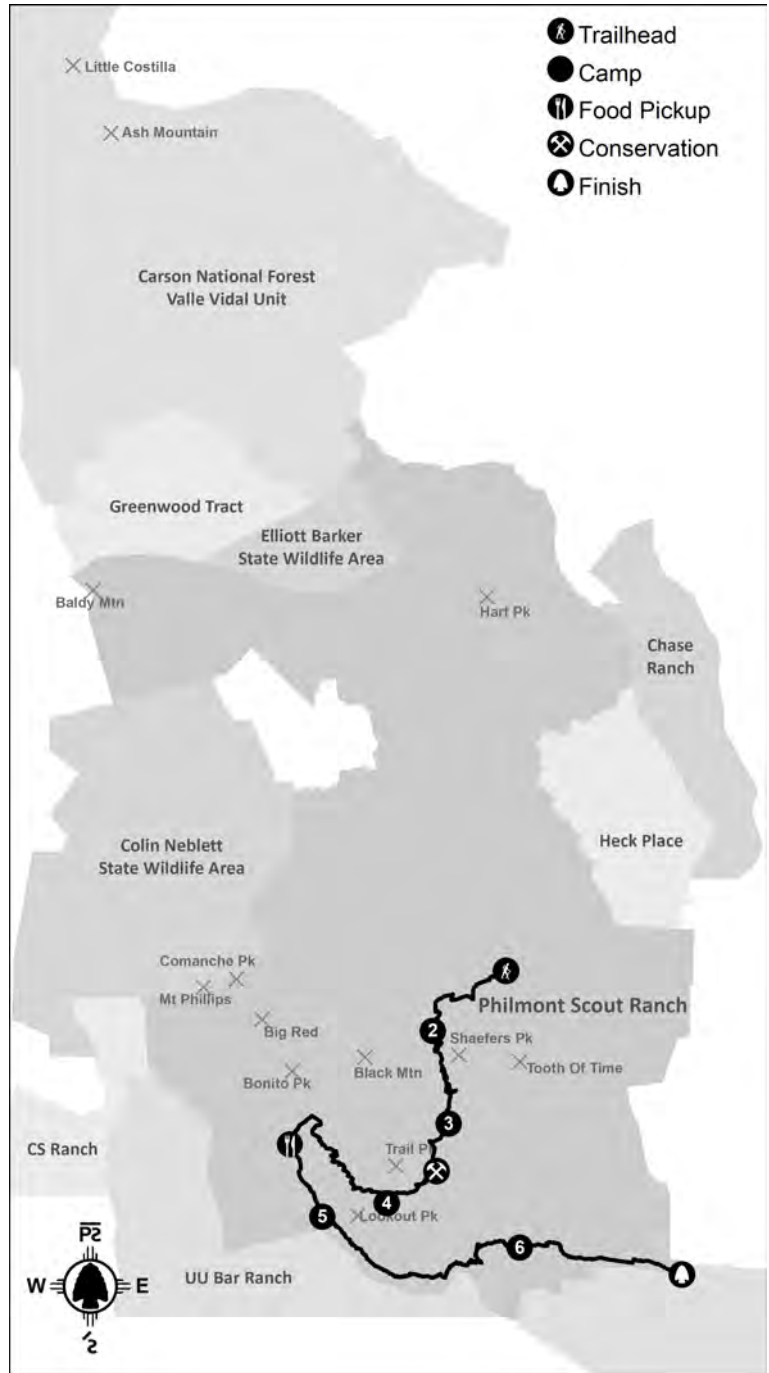 Trailhead
Camp
Food Pickup
Conservation
Finish
Little Costilla
Ash Mountain
Carson National Forest
Valle Vidal Unit
Greenwood Tract
Elliott Barker
State Wildlife Area
Baldy Mtn
Hart Pk
Chase
Ranch
Heck Place
Colin Neblett
State Wildlife Area
Comanche Pk
Mt Phillips
Big Red
Bonito Pk
Black Mtn
Philmont Scout Ranch
Shaefers Pk
Tooth Of Time
2
3
Trail P
4
Lookout Pk
5
6
CS Ranch
UU Bar Ranch
W
E